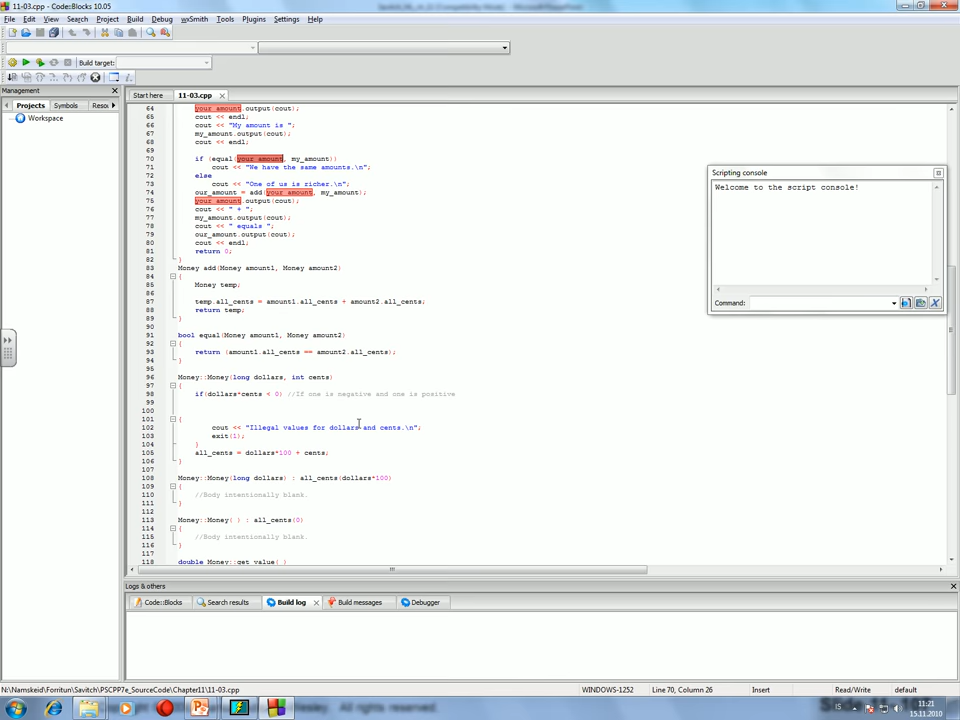 11-03.cpp - Code::Blocks 10.05
File Edit View Search Project Build Debug wxSmith Tools Plugins Settings Help
Build target:
Management
Projects Symbols Resou
Workspace
Start here 11-03.cpp
64 your_amount.output(cout);
65 cout << endl;
66 cout << "My amount is ";
67 my_amount.output(cout);
68 cout << endl;
69
70 if (equal(your_amount, my_amount))
71 cout << "We have the same amounts.\n";
72 else
73 cout << "One of us is richer.\n";
74 our_amount = add(your_amount, my_amount);
75 your_amount.output(cout);
76 cout << " + ";
77 my_amount.output(cout);
78 cout << " equals ";
79 our_amount.output(cout);
80 cout << endl;
81 return 0;
82 }
83 Money add(Money amount1, Money amount2)
84 {
85 Money temp;
86
87 temp.all_cents = amount1.all_cents + amount2.all_cents;
88 return temp;
89 }
90
91 bool equal(Money amount1, Money amount2)
92 {
93 return (amount1.all_cents == amount2.all_cents);
94 }
95
96 Money::Money(long dollars, int cents)
97 {
98 if(dollars*cents < 0) //If one is negative and one is positive
99
100
101 {
102 cout << "Illegal values for dollars and cents.\n";
103 exit(1);
104 }
105 all_cents = dollars*100 + cents;
106 }
107
108 Money::Money(long dollars) : all_cents(dollars*100)
109 {
110 //Body intentionally blank.
111 }
112
113 Money::Money( ) : all_cents(0)
114 {
115 //Body intentionally blank.
116 }
117
118 double Money::get_value( )
Scripting console
Welcome to the script console!
Command:
Logs & others
Code::Blocks Search results Build log Build messages Debugger
N:\Namskeid\Forritun\Savitch\PSCPP7e_SourceCode\Chapter11\11-03.cpp WINDOWS-1252 Line 70, Column 26 Insert Read/Write default
IS
11:21
15.11.2010